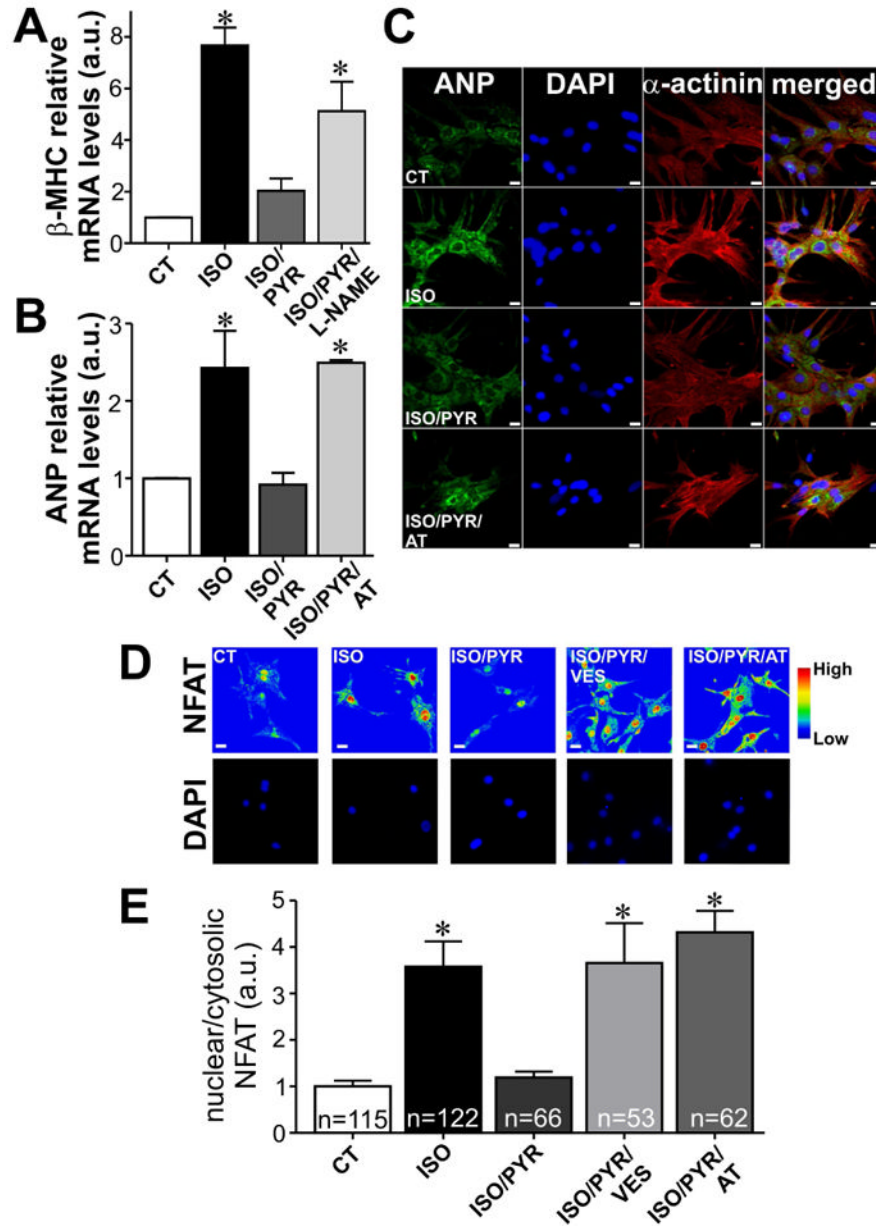 A
β-MHC relative
mRNA levels (a.u.)
8
6
4
2
0
*
*
CT
ISO
ISO/
PYR
ISO/PYR/
L-NAME
B
ANP relative
mRNA levels (a.u.)
3
2
1
0
*
*
CT
ISO
ISO/
PYR
ISO/PYR/
AT
C
ANP DAPI α-actinin merged
CT
ISO
ISO/PYR
ISO/PYR/
AT
D
NFAT
CT
ISO
ISO/PYR
ISO/PYR/
VES
ISO/PYR/AT
High
Low
DAPI
E
nuclear/cytosolic
NFAT (a.u.)
5
4
3
2
1
0
*
*
*
n=115 n=122 n=66 n=53 n=62
CT
ISO
ISO/PYR
ISO/PYR/
VES
ISO/PYR/
AT